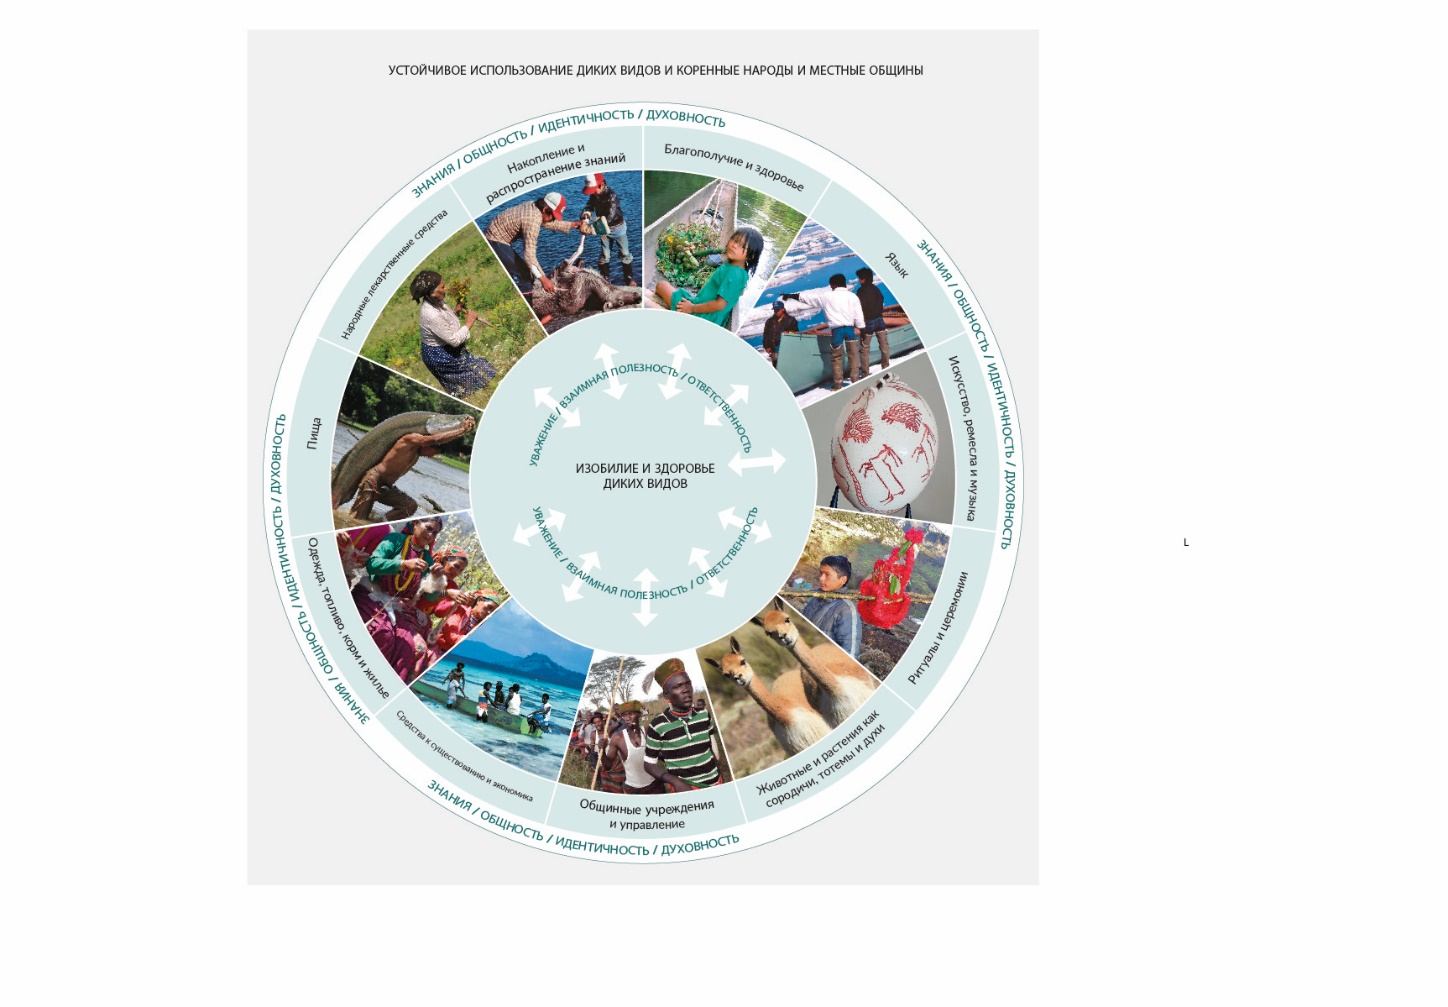 УСТОЙЧИВОЕ ИСПОЛЬЗОВАНИЕ ДИКИХ ВИДОВ И КОРЕННЫЕ НАРОДЫ И МЕСТНЫЕ ОБЩИНЫ
ЗНАНИЯ / ОБЩНОСТЬ / ИДЕНТИЧНОСТЬ / ДУХОВНОСТЬ
ЗНАНИЯ / ОБЩНОСТЬ / ИДЕНТИЧНОСТЬ / ДУХОВНОСТЬ
ЗНАНИЯ / ОБЩНОСТЬ / ИДЕНТИЧНОСТЬ / ДУХОВНОСТЬ
ЗНАНИЯ / ОБЩНОСТЬ / ИДЕНТИЧНОСТЬ / ДУХОВНОСТЬ
Накопление и
распространение знаний
Благополучие и здоровье
Язык
Искусство, ремесла и музыка
Ритуалы и церемонии
Животные и растения как
сородичи, тотемы и духи
Общинные учреждения
и управление
Средства к существованию и экономика
Одежда, топливо, корм и жилье
Пища
Народные лекарственные средства
УВАЖЕНИЕ / ВЗАИМНАЯ ПОЛЕЗНОСТЬ / ОТВЕТСТВЕННОСТЬ
ИЗОБИЛИЕ И ЗДОРОВЬЕ
ДИКИХ ВИДОВ
УВАЖЕНИЕ / ВЗАИМНАЯ ПОЛЕЗНОСТЬ / ОТВЕТСТВЕННОСТЬ
L